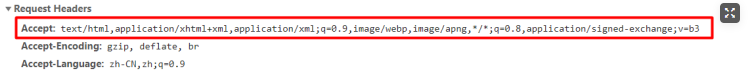 Request Headers
Accept: text/html,application/xhtml+xml,application/xml;q=0.9,image/webp,image/apng,*/*;q=0.8,application/signed-exchange;v=b3
Accept-Encoding: gzip, deflate, br
Accept-Language: zh-CN,zh;q=0.9